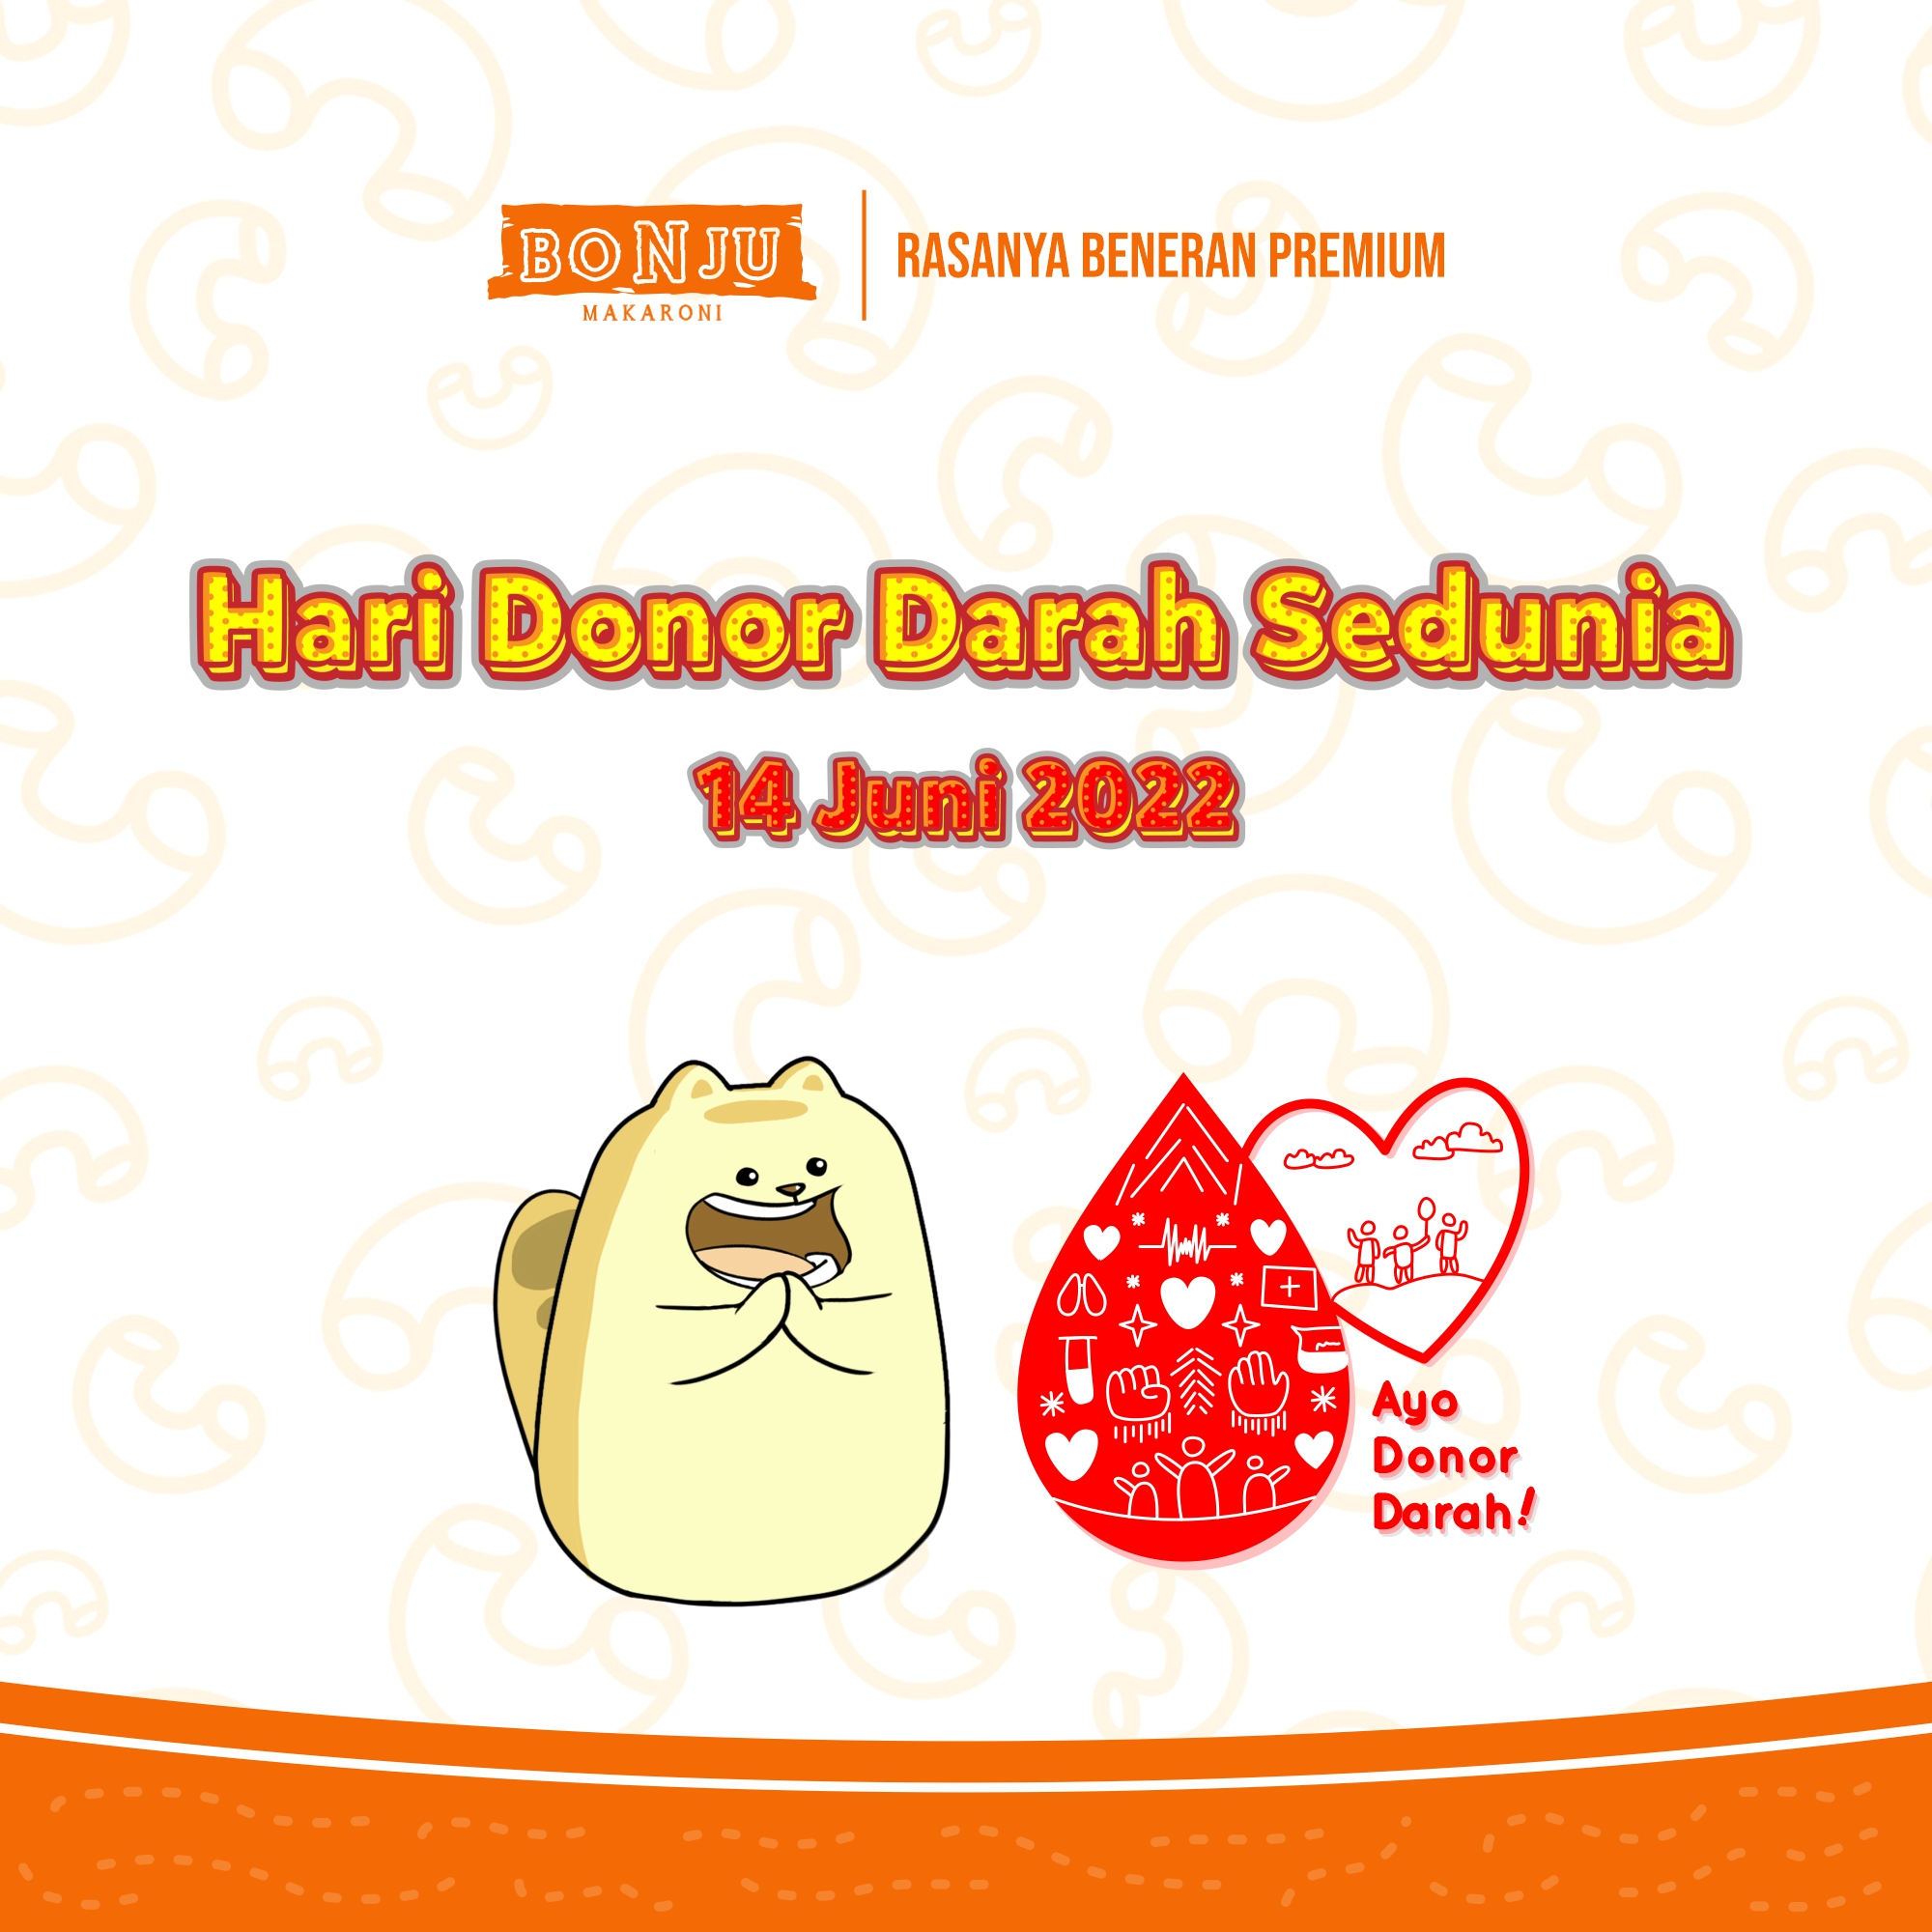 BONJU
MAKARONI
RASANYA BENERAN PREMIUM
Hari Donor Darah Sedunia
14 Juni 2022
Ayo
Donor
Darah!